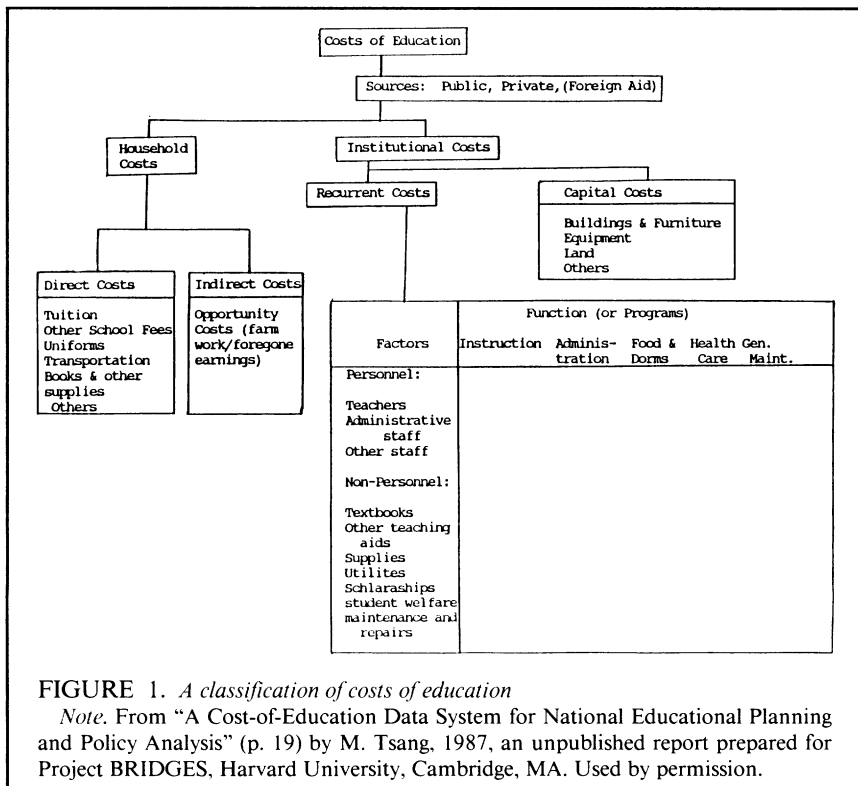 Costs of Education
Sources: Public, Private, (Foreign Aid)
Household
Costs
Institutional Costs
Recurrent Costs
Capital Costs
Buildings & Furniture
Equipment
Land
Others
Direct Costs
Tuition
Other School Fees
Uniforms
Transportation
Books & other
supplies
Others
Indirect Costs
Opportunity
Costs (farm
work/foregone
earnings)
Function (or Programs)
Factors
Instruction
Adminis-
tration
Food &
Dorms
Health
Care
Gen.
Maint.
Personnel:
Teachers
Administrative
staff
Other staff
Non-Personnel:
Textbooks
Other teaching
aids
Supplies
Utilites
Schlaraships
student welfare
maintenance and
repairs
FIGURE 1. A classification of costs of education
Note. From “A Cost-of-Education Data System for National Educational Planning
and Policy Analysis” (p. 19) by M. Tsang, 1987, an unpublished report prepared for
Project BRIDGES, Harvard University, Cambridge, MA. Used by permission.